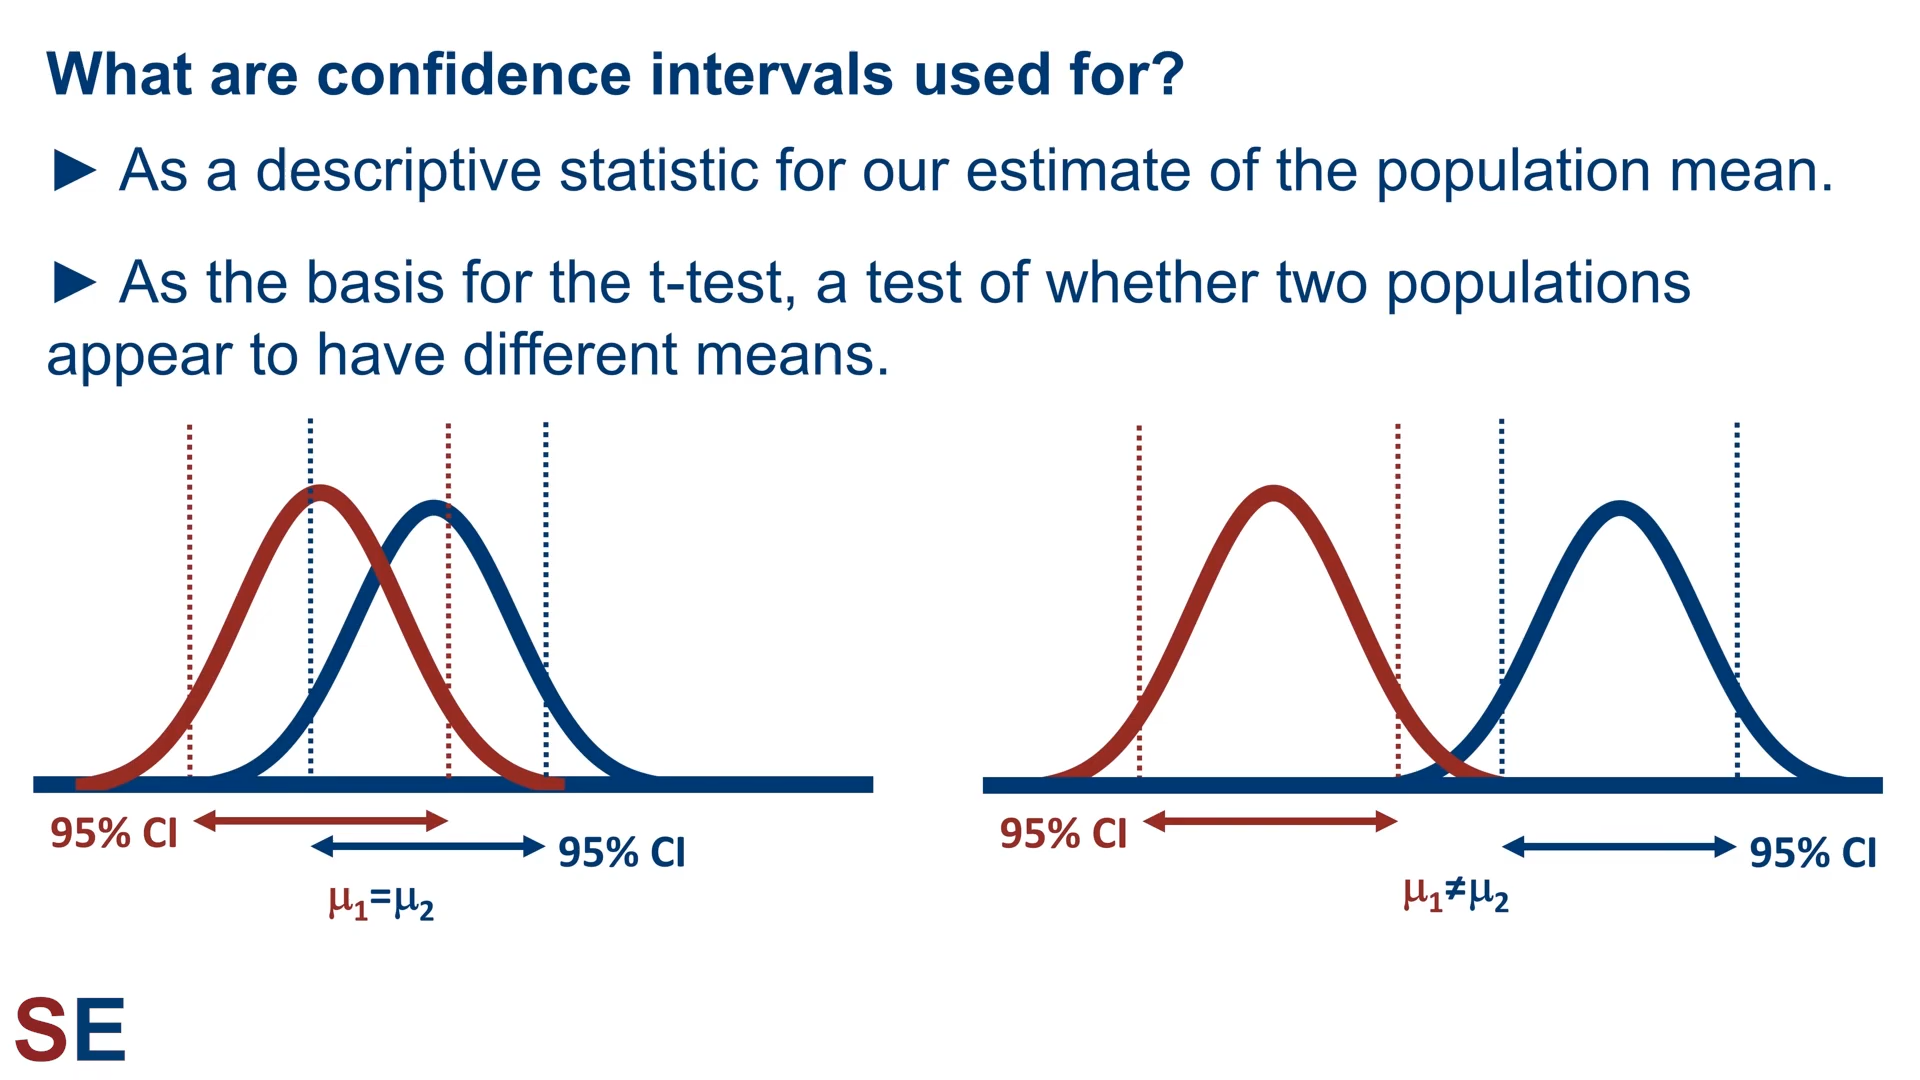 What are confidence intervals used for?
► As a descriptive statistic for our estimate of the population mean.
► As the basis for the t-test, a test of whether two populations
appear to have different means.
95% CI
95% CI
μ₁=μ₂
95% CI
95% CI
μ₁≠μ₂
SE